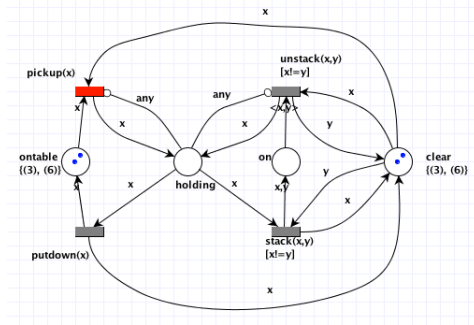 x
unstack(x,y)
[x!=y]
pickup(x)
any
any
x
x
<x,y>
x
x
y
ontable
{(3), (6)}
on
clear
{(3), (6)}
holding
x
x
x
x,y
y
x
putdown(x)
stack(x,y)
[x!=y]
x